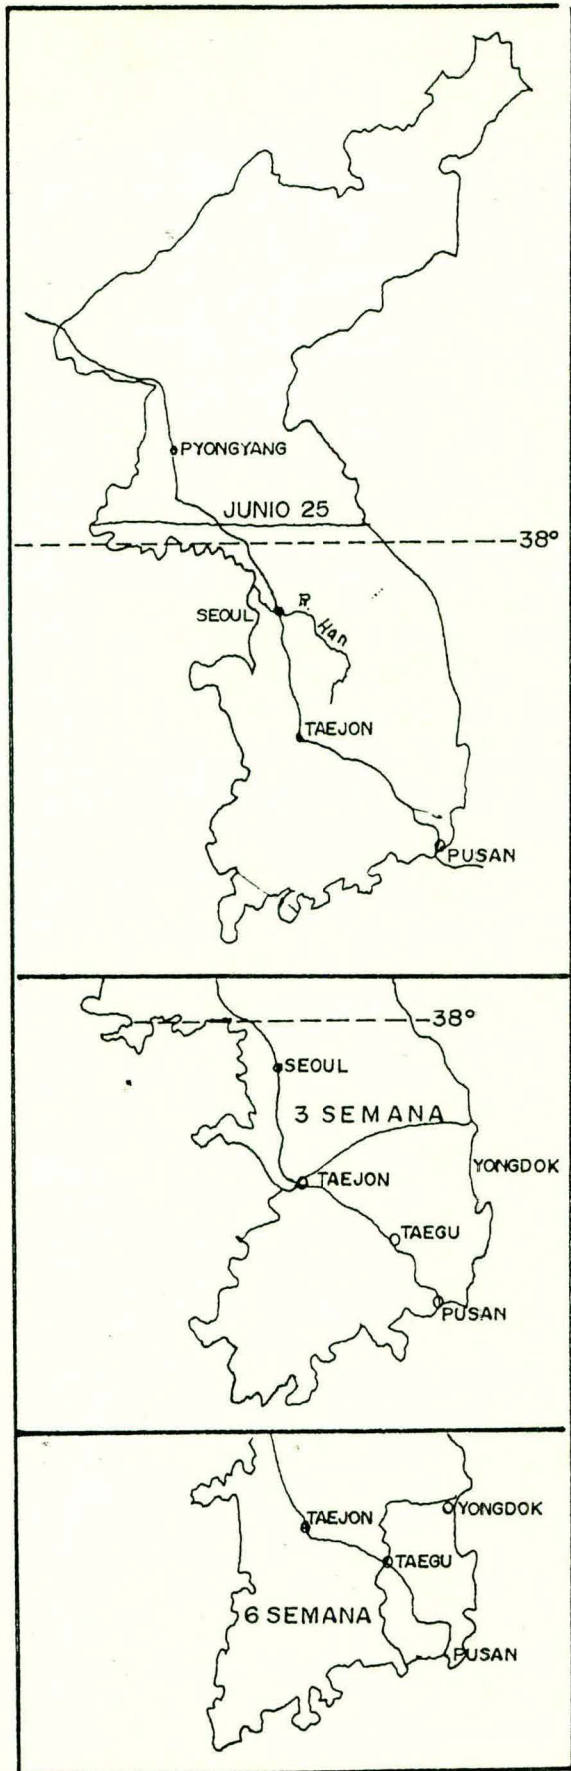 PYONGYANG
JUNIO 25
38°
SEOUL
R. Han
TAEJON
PUSAN
38°
SEOUL
3 SEMANA
TAEJON
YONGDOK
TAEGU
PUSAN
YONGDOK
TAEJON
TAEGU
6 SEMANA
PUSAN